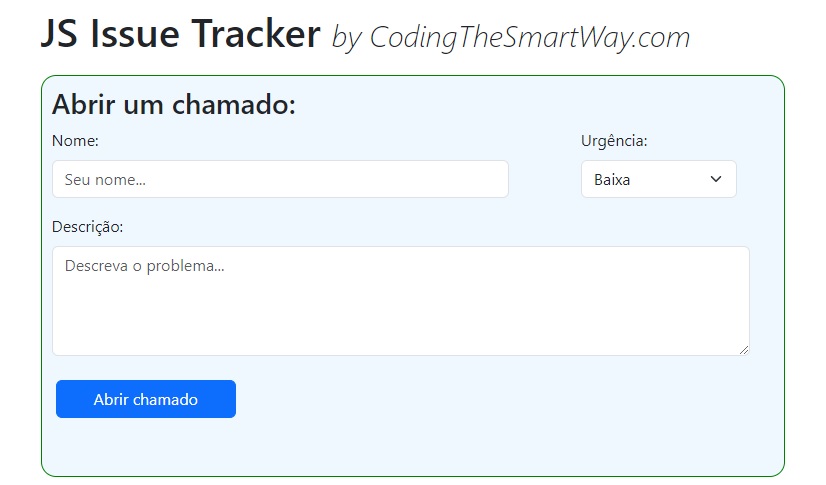 JS Issue Tracker by CodingTheSmartWay.com
Abrir um chamado:
Nome: Urgência:
Seu nome... Baixa
Descrição:
Descreva o problema...
Abrir chamado